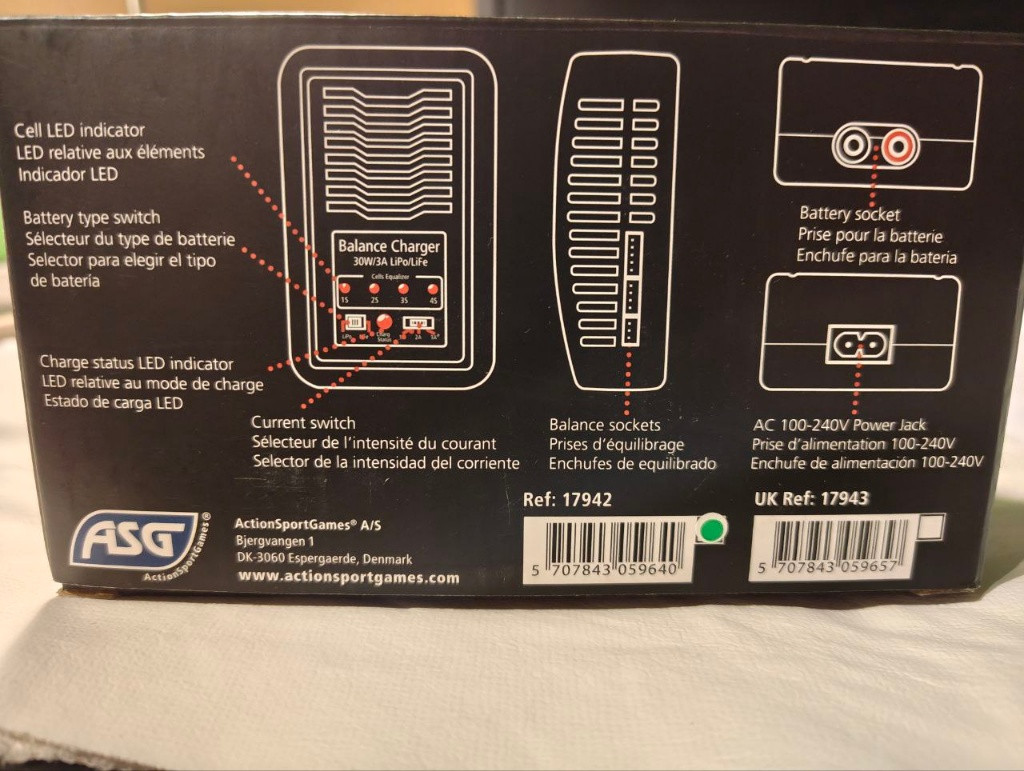 Cell LED indicator
LED relative aux éléments
Indicador LED
Battery type switch
Sélecteur du type de batterie
Selector para elegir el tipo
de batería
Charge status LED indicator
LED relative au mode de charge
Estado de carga LED
Balance Charger
30W/3A LiPo/LiFe
Cells Equalizer
1S 2S 3S 4S
LiPo
Charg
Status
2A
Current switch
Sélecteur de l'intensité du courant
Selector de la intensidad del corriente
Balance sockets
Prises d'équilibrage
Enchufes de equilibrado
Battery socket
Prise pour la batterie
Enchufe para la bateria
AC 100-240V Power Jack
Prise d'alimentation 100-240V
Enchufe de alimentación 100-240V
ASG
ActionSportGames®
ActionSportGames® A/S
Bjergvangen 1
DK-3060 Espergaerde, Denmark
www.actionsportgames.com
Ref: 17942
5 707843 059640
UK Ref: 17943
5 707843 059657